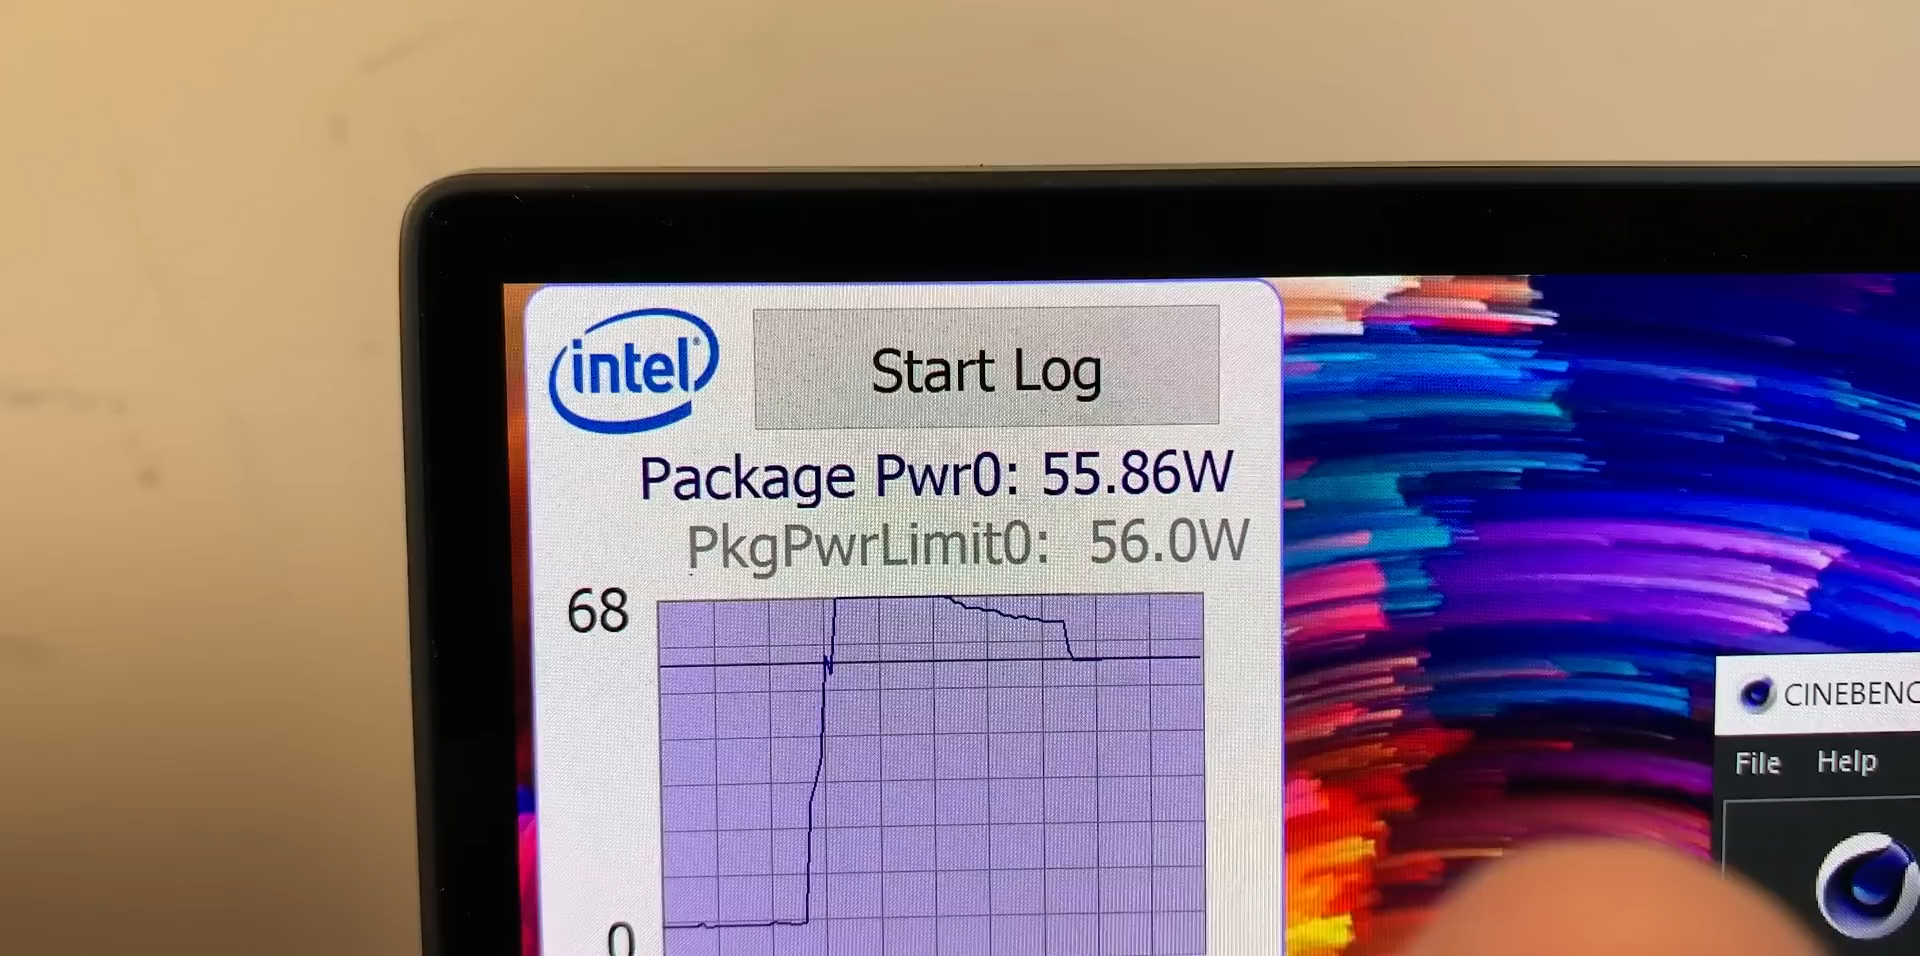 intel
Start Log
Package Pwr0: 55.86W
PkgPwrLimit0: 56.0W
68
0
CINEBENC
File Help